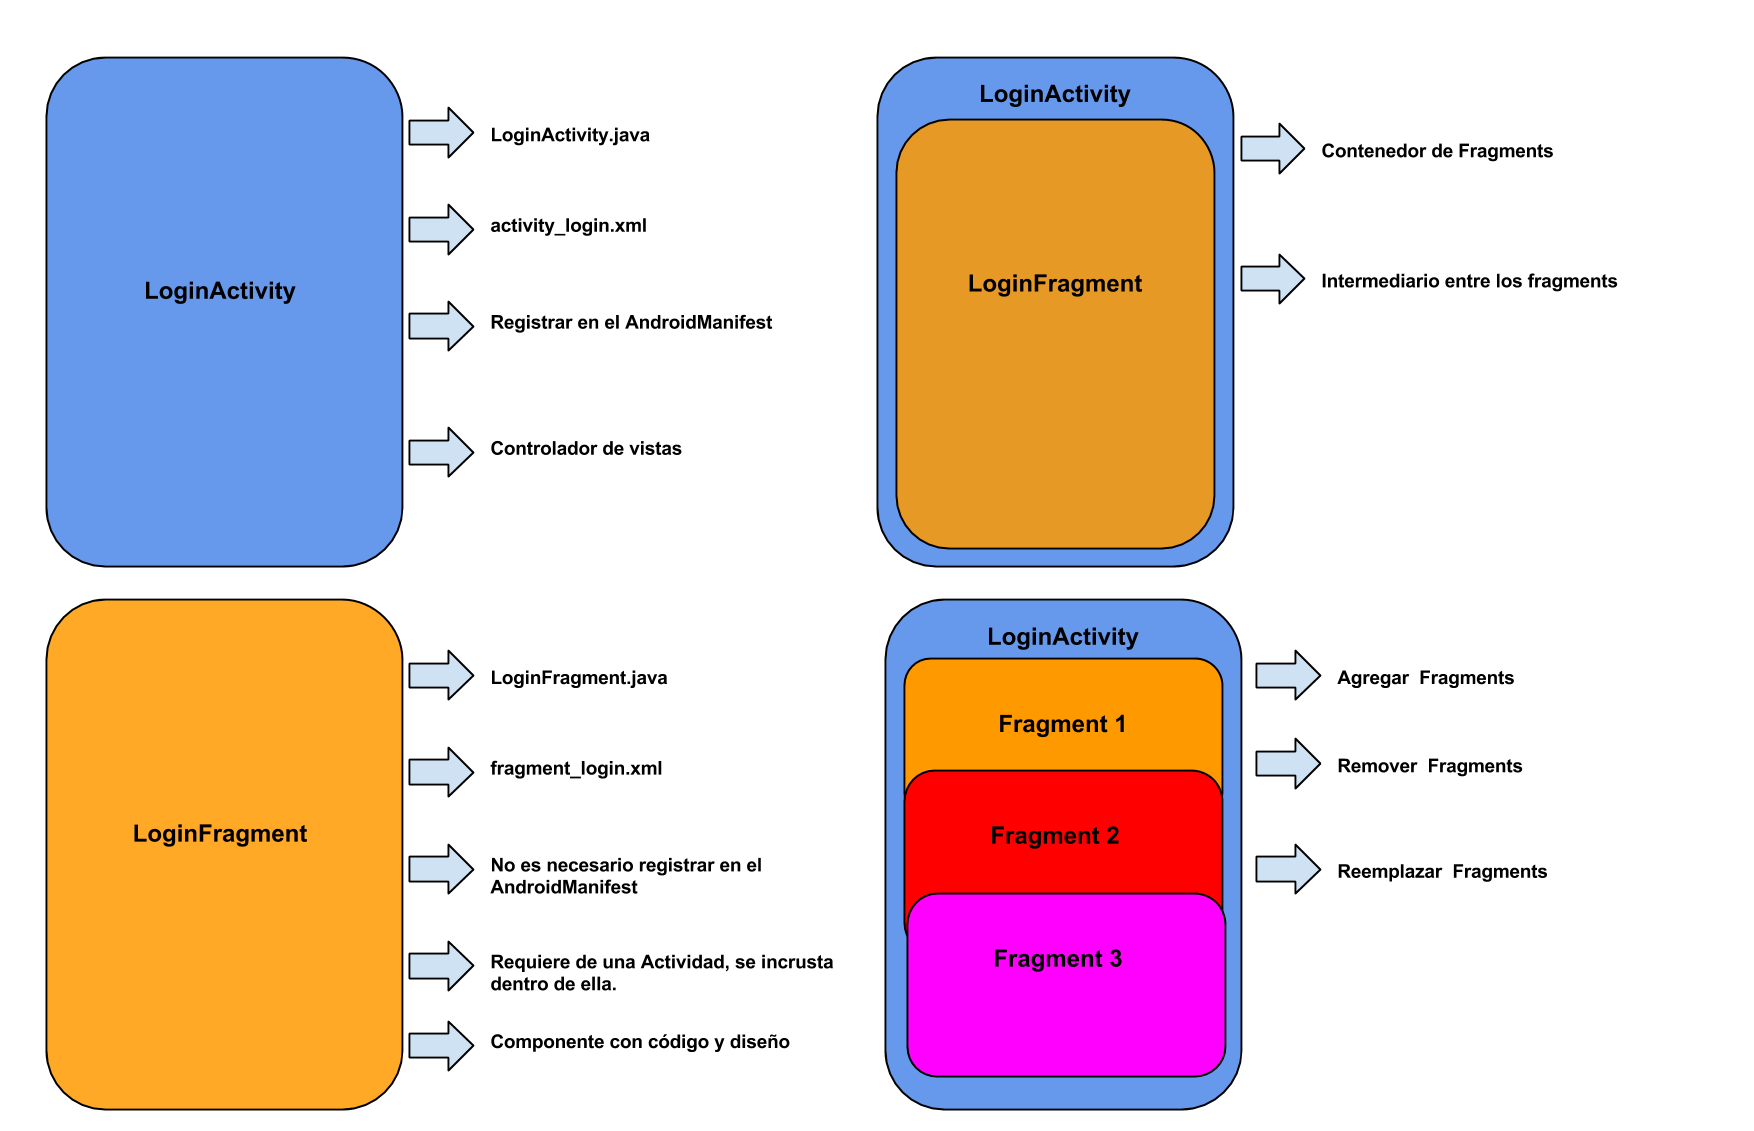 LoginActivity
LoginActivity.java
activity_login.xml
Registrar en el AndroidManifest
Controlador de vistas
LoginActivity
LoginFragment
Contenedor de Fragments
Intermediario entre los fragments
LoginFragment
LoginFragment.java
fragment_login.xml
No es necesario registrar en el
AndroidManifest
Requiere de una Actividad, se incrusta
dentro de ella.
Componente con código y diseño
LoginActivity
Fragment 1
Fragment 2
Fragment 3
Agregar Fragments
Remover Fragments
Reemplazar Fragments